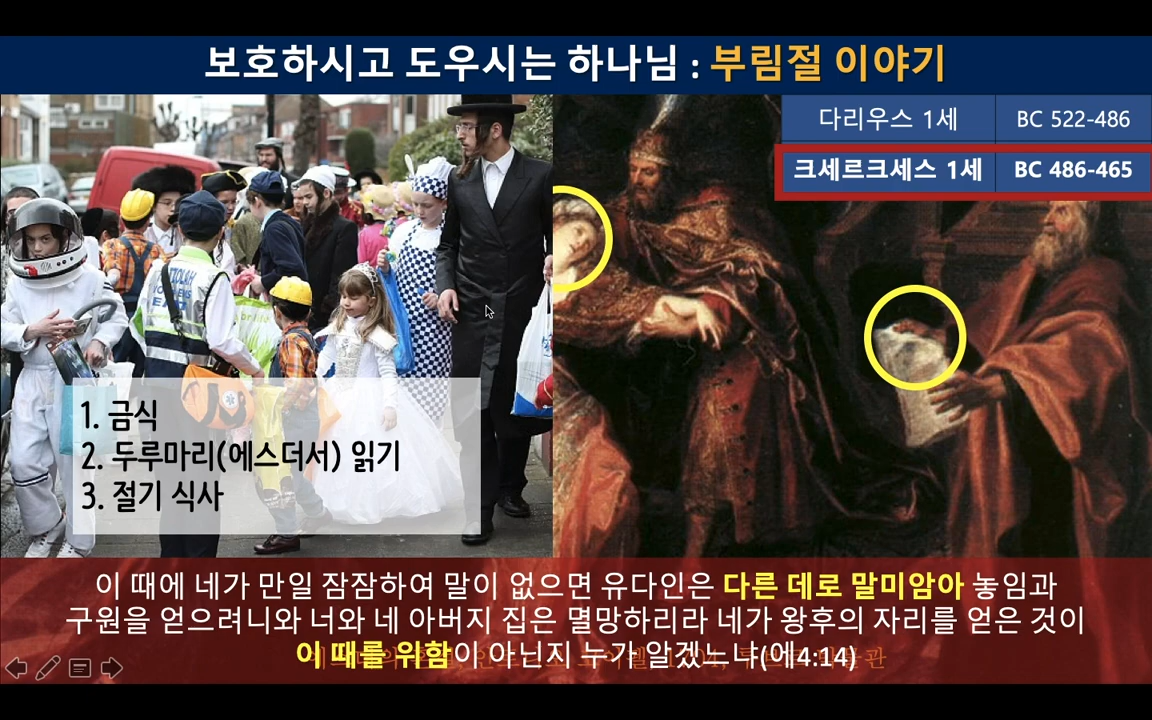 보호하시고 도우시는 하나님 : 부림절 이야기
다리우스 1세 BC 522-486
크세르크세스 1세 BC 486-465
1. 금식
2. 두루마리(에스더서) 읽기
3. 절기 식사
이 때에 네가 만일 잠잠하여 말이 없으면 유다인은 다른 데로 말미암아 놓임과
구원을 얻으려니와 너와 네 아버지 집은 멸망하리라 네가 왕후의 자리를 얻은 것이
이 때를 위함이 아닌지 누가 알겠느냐(에4:14)